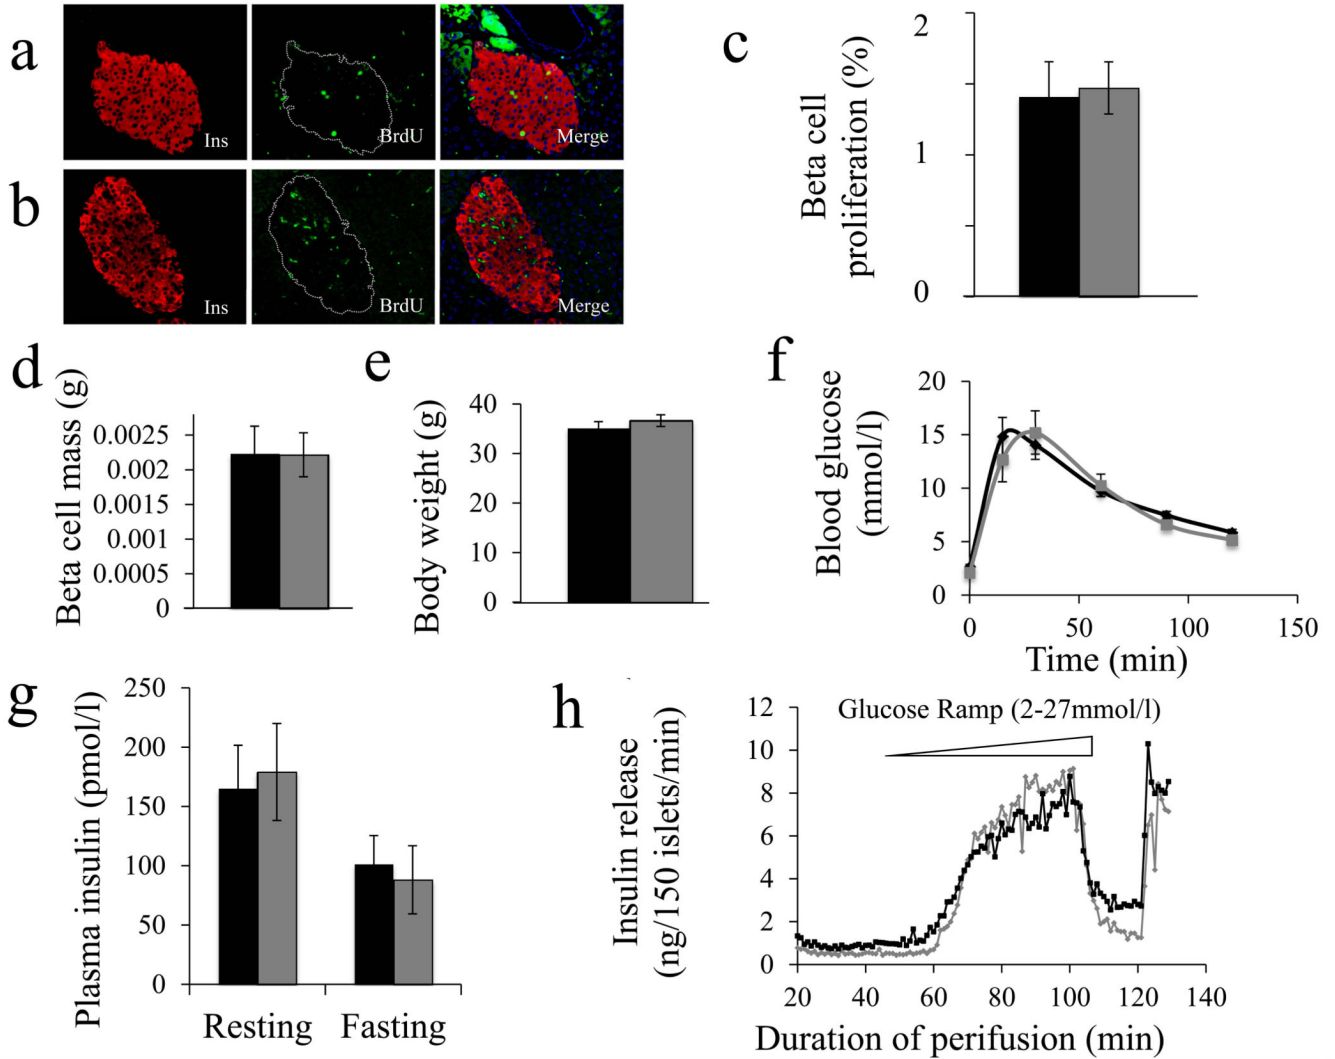 a
Ins
BrdU
Merge
b
Ins
BrdU
Merge
c
Beta cell
proliferation (%)
2
1
0
d
Beta cell mass (g)
0.0025
0.002
0.0015
0.001
0.0005
0
e
Body weight (g)
40
30
20
10
0
f
Blood glucose
(mmol/l)
20
15
10
5
0
0 50 100 150
Time (min)
g
Plasma insulin (pmol/l)
250
200
150
100
50
0
Resting Fasting
h
Insulin release
(ng/150 islets/min)
Glucose Ramp (2-27mmol/l)
12
10
8
6
4
2
0
20 40 60 80 100 120 140
Duration of perifusion (min)